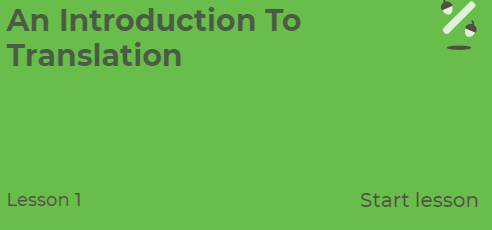 An Introduction To
Translation
Lesson 1
Start lesson